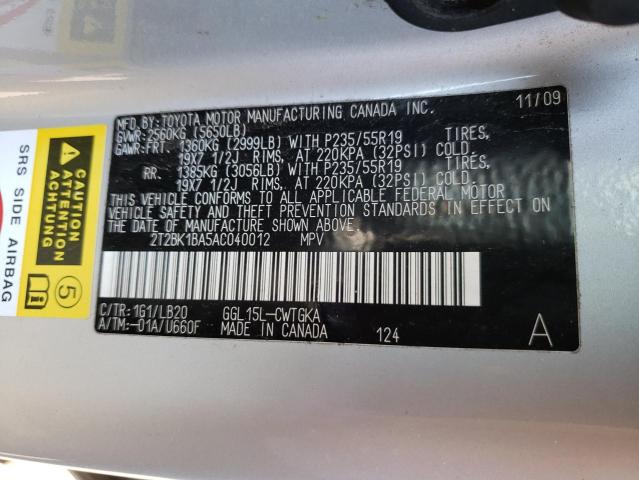 MFD.BY: TOYOTA MOTOR MANUFACTURING CANADA INC. 11/09
GVWR: 2560KG (5650LB)
GAWR:FRT. 1360KG (2999LB) WITH P235/55R19 TIRES,
19X7 1/2J RIMS, AT 220KPA (32PSI) COLD.
RR. 1385KG (3056LB) WITH P235/55R19 TIRES,
19X7 1/2J RIMS, AT 220KPA (32PSI) COLD.
THIS VEHICLE CONFORMS TO ALL APPLICABLE FEDERAL MOTOR
VEHICLE SAFETY AND THEFT PREVENTION STANDARDS IN EFFECT ON
THE DATE OF MANUFACTURE SHOWN ABOVE.
2T2BK1BA5AC040012 MPV
C/TR: 1G1/LB20 GGL15L-CWTGKA
A/TM:-01A/U660F MADE IN CANADA 124 A
SRS SIDE AIRBAG
CAUTION
ATTENTION
ACHTUNG
5